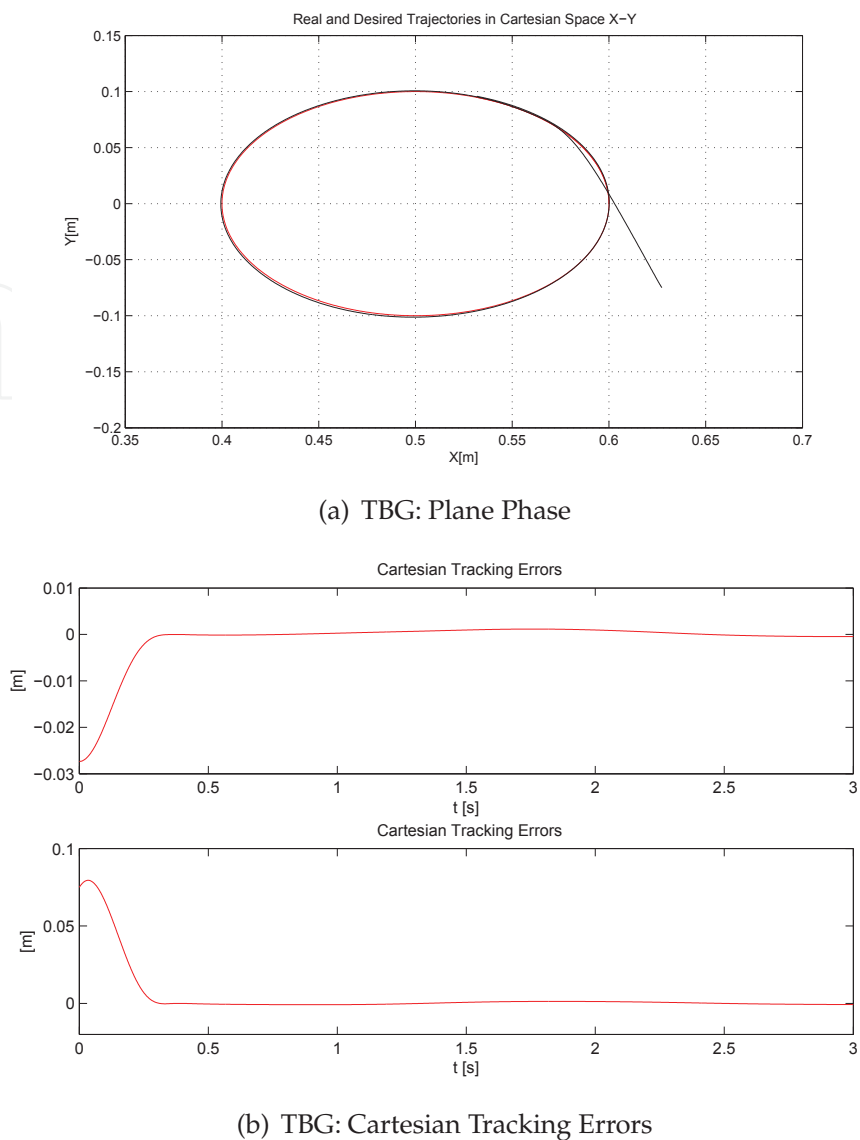 Real and Desired Trajectories in Cartesian Space X−Y
0.15
0.1
0.05
0
−0.05
−0.1
−0.15
−0.2
Y[m]
0.35 0.4 0.45 0.5 0.55 0.6 0.65 0.7
X[m]
(a) TBG: Plane Phase
Cartesian Tracking Errors
0.01
0
−0.01
−0.02
−0.03
[m]
0 0.5 1 1.5 2 2.5 3
t [s]
Cartesian Tracking Errors
0.1
0.05
0
[m]
0 0.5 1 1.5 2 2.5 3
t [s]
(b) TBG: Cartesian Tracking Errors